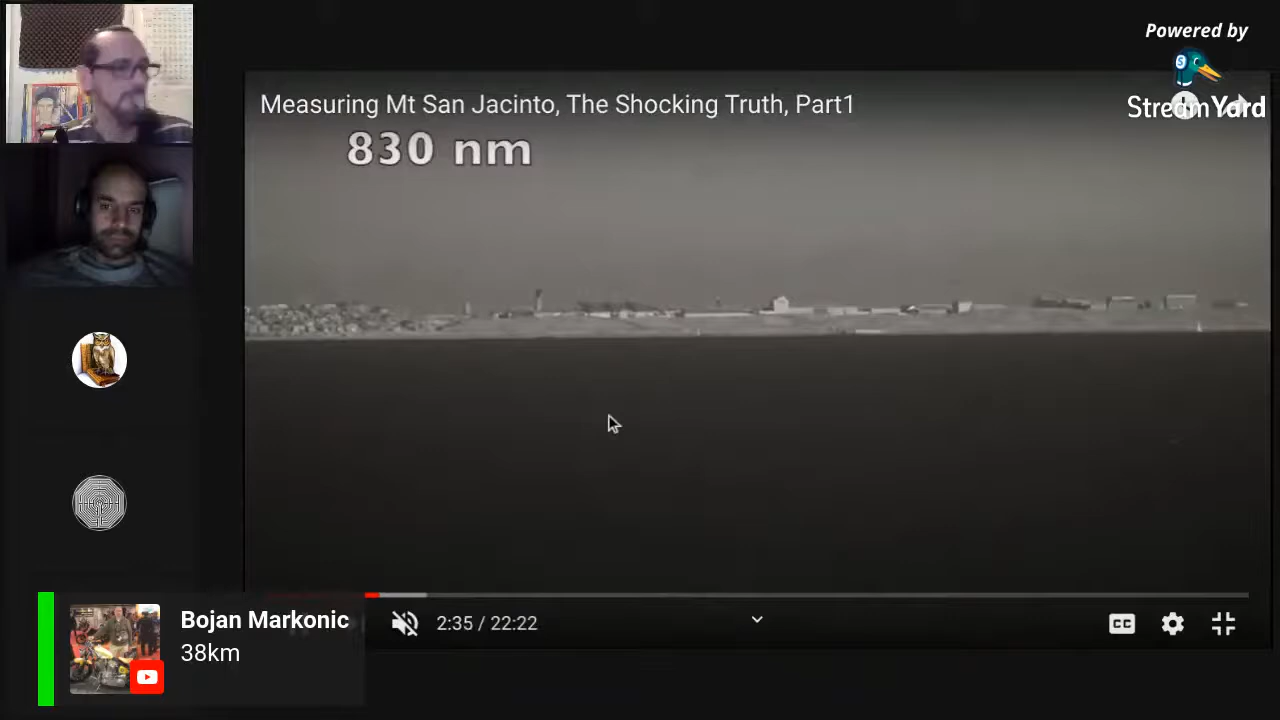 Powered by
StreamYard
Measuring Mt San Jacinto, The Shocking Truth, Part1
830 nm
Bojan Markonic
38km
2:35 / 22:22
CC